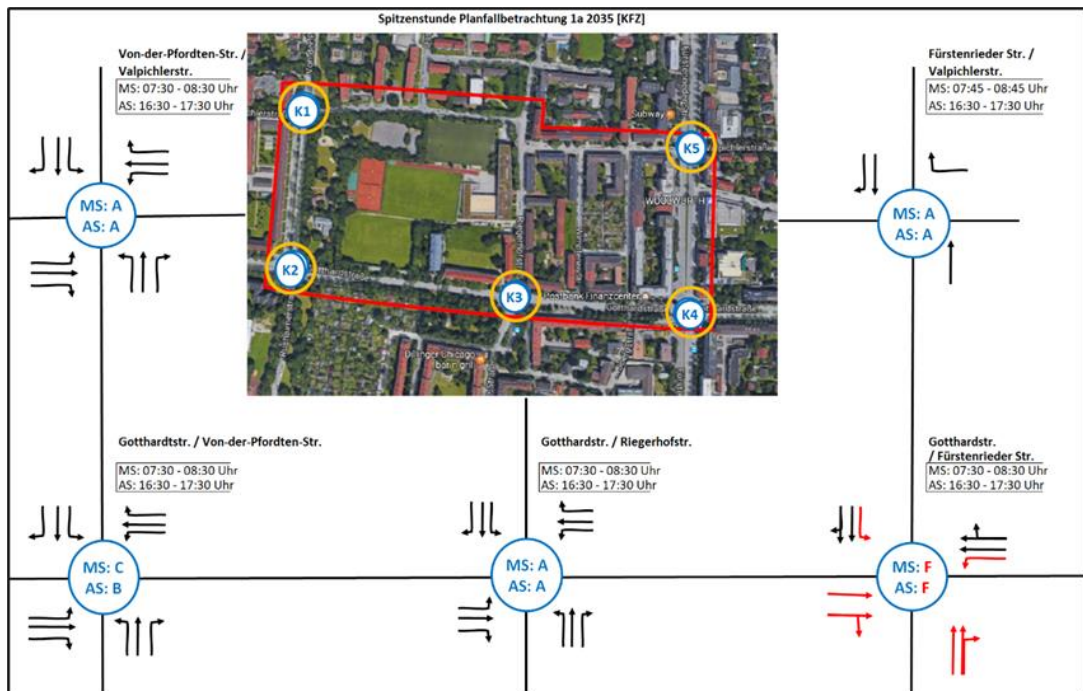 Spitzenstunde Planfallbetrachtung 1a 2035 [KFZ]
Von-der-Pfordten-Str. /
Valpichlerstr.
MS: 07:30 - 08:30 Uhr
AS: 16:30 - 17:30 Uhr
Fürstenrieder Str. /
Valpichlerstr.
MS: 07:45 - 08:45 Uhr
AS: 16:30 - 17:30 Uhr
K1
Subway
K5
MS: A
AS: A
MS: A
AS: A
K2
K3
Postbank Finanzcenter
K4
Gotthardtstr. / Von-der-Pfordten-Str.
MS: 07:30 - 08:30 Uhr
AS: 16:30 - 17:30 Uhr
Gotthardstr. / Riegerhofstr.
MS: 07:30 - 08:30 Uhr
AS: 16:30 - 17:30 Uhr
Gotthardstr.
/ Fürstenrieder Str.
MS: 07:30 - 08:30 Uhr
AS: 16:30 - 17:30 Uhr
MS: C
AS: B
MS: A
AS: A
MS: F
AS: F